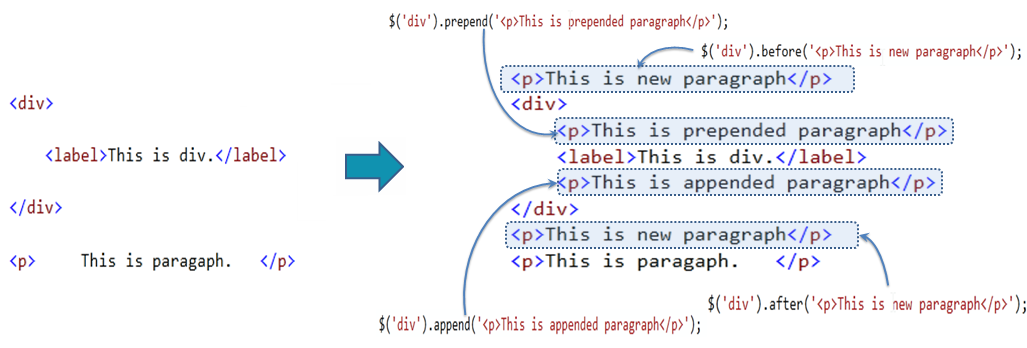 $('div').prepend('<p>This is prepended paragraph</p>');
$('div').before('<p>This is new paragraph</p>');
<div>
<label>This is div.</label>
</div>
<p> This is paragaph. </p>
<p>This is new paragraph</p>
<div>
<p>This is prepended paragraph</p>
<label>This is div.</label>
<p>This is appended paragraph</p>
</div>
<p>This is new paragraph</p>
<p>This is paragaph. </p>
$('div').after('<p>This is new paragraph</p>');
$('div').append('<p>This is appended paragraph</p>');